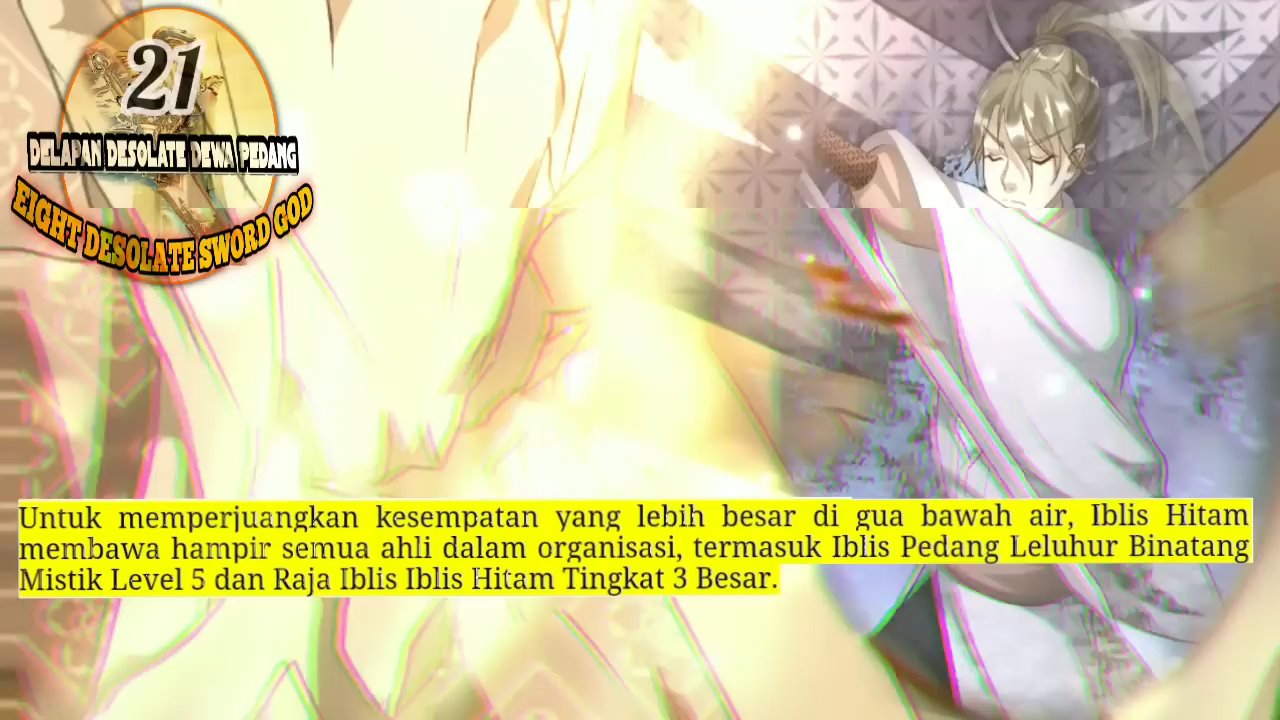 21
DELAPAN DESOLATE DEWA PEDANG
EIGHT DESOLATE SWORD GOD
Untuk memperjuangkan kesempatan yang lebih besar di gua bawah air, Iblis Hitam
membawa hampir semua ahli dalam organisasi, termasuk Iblis Pedang Leluhur Binatang
Mistik Level 5 dan Raja Iblis Iblis Hitam Tingkat 3 Besar.